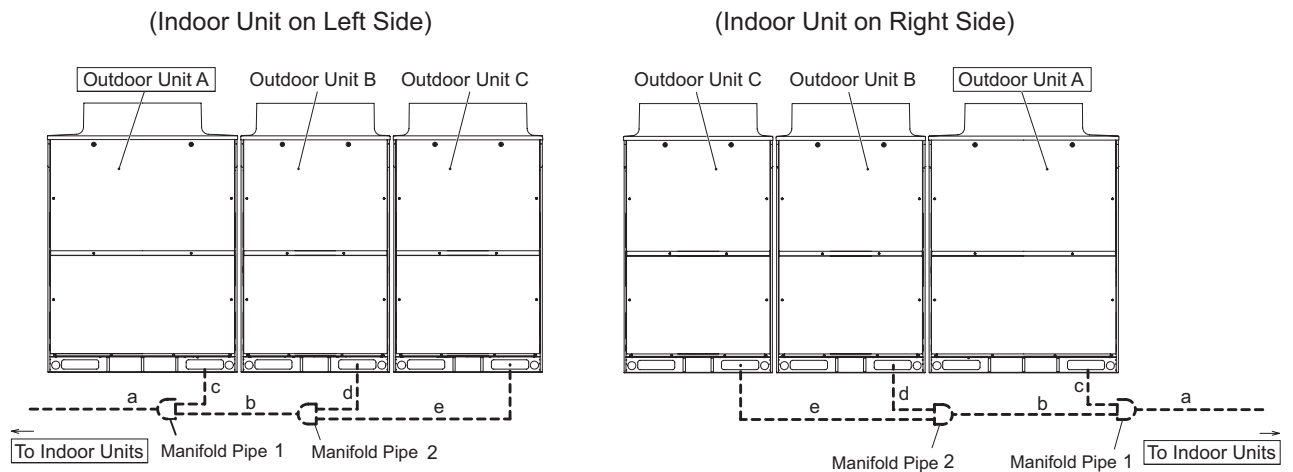 (Indoor Unit on Left Side)
(Indoor Unit on Right Side)
Outdoor Unit A
Outdoor Unit B
Outdoor Unit C
Outdoor Unit C
Outdoor Unit B
Outdoor Unit A
a
c
b
d
e
e
d
b
c
a
To Indoor Units
Manifold Pipe 1
Manifold Pipe 2
Manifold Pipe 2
Manifold Pipe 1
To Indoor Units